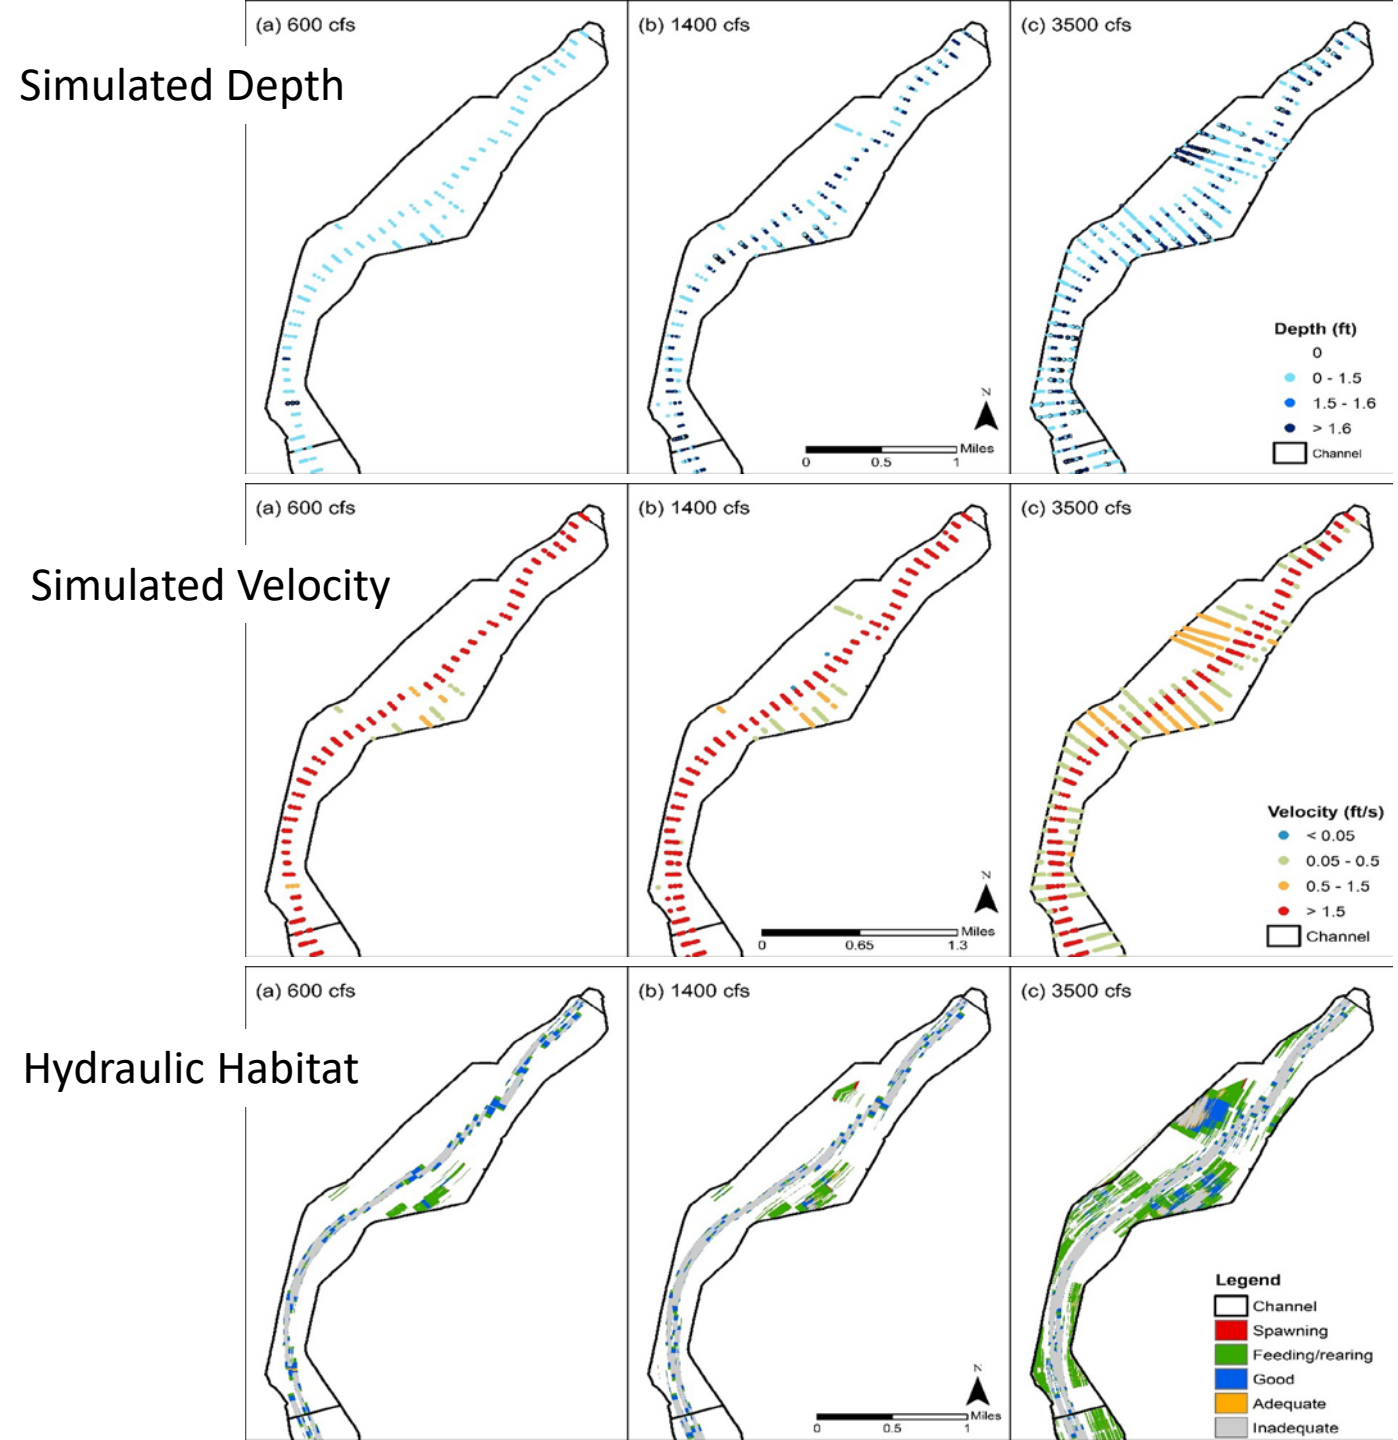 Simulated Depth
(a) 600 cfs
(b) 1400 cfs
(c) 3500 cfs
N
Miles
0 0.5 1
Depth (ft)
0
0 - 1.5
1.5 - 1.6
> 1.6
Channel
Simulated Velocity
(a) 600 cfs
(b) 1400 cfs
(c) 3500 cfs
N
Miles
0 0.65 1.3
Velocity (ft/s)
< 0.05
0.05 - 0.5
0.5 - 1.5
> 1.5
Channel
Hydraulic Habitat
(a) 600 cfs
(b) 1400 cfs
(c) 3500 cfs
N
Miles
0 0.5 1
Legend
Channel
Spawning
Feeding/rearing
Good
Adequate
Inadequate